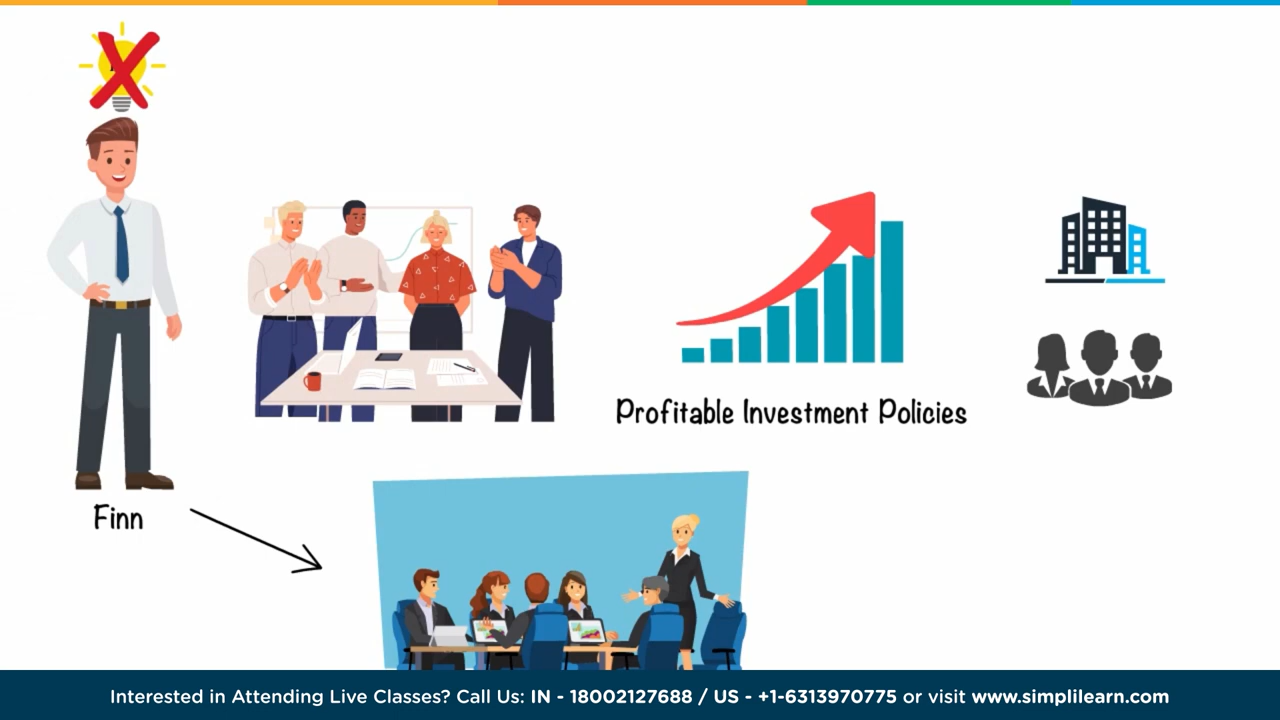 Profitable Investment Policies
Finn
Interested in Attending Live Classes? Call Us: IN - 18002127688 / US - +1-6313970775 or visit www.simplilearn.com